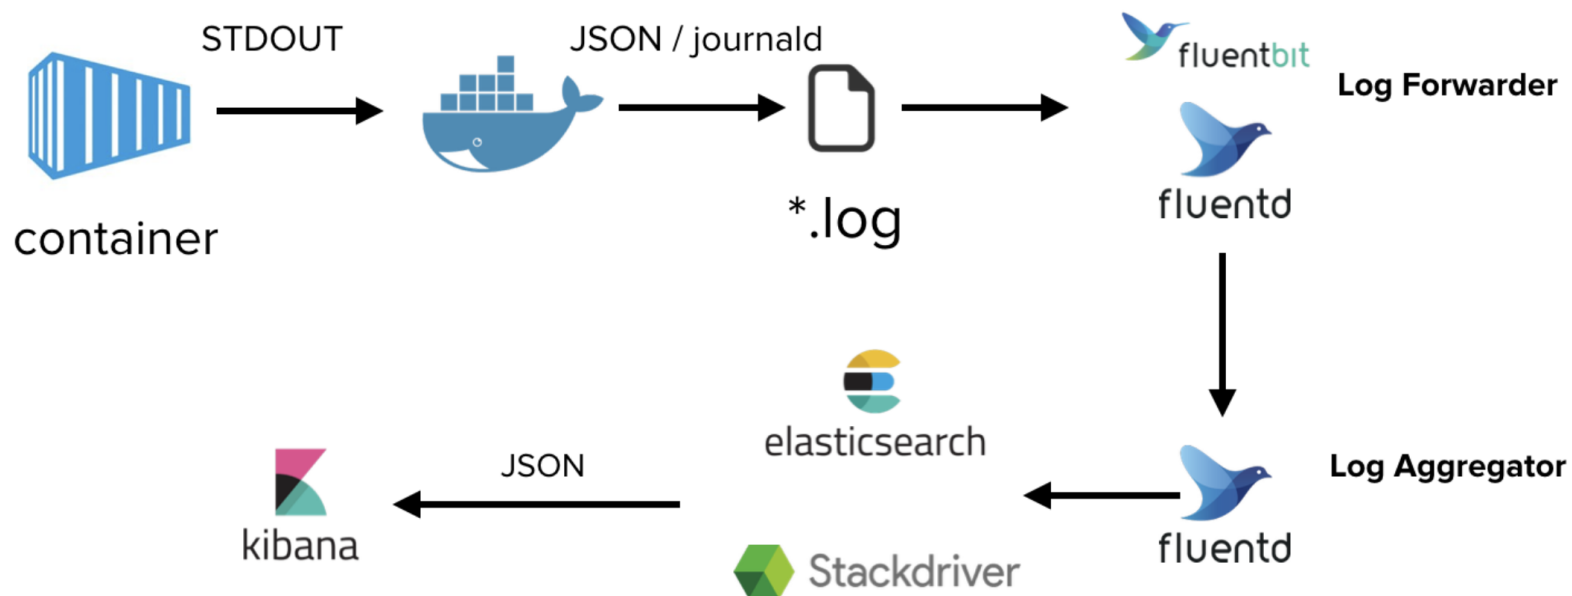 STDOUT
JSON / journald
fluentbit
Log Forwarder
container
*.log
fluentd
elasticsearch
JSON
kibana
Log Aggregator
fluentd
Stackdriver